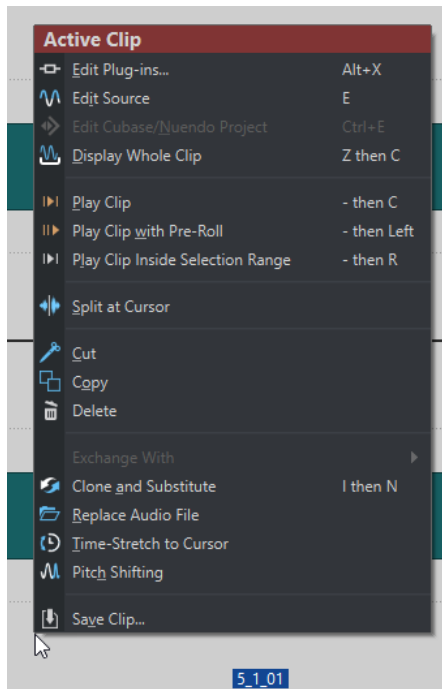 Active Clip
Edit Plug-ins... Alt+X
Edit Source E
Edit Cubase/Nuendo Project Ctrl+E
Display Whole Clip Z then C
Play Clip - then C
Play Clip with Pre-Roll - then Left
Play Clip Inside Selection Range - then R
Split at Cursor
Cut
Copy
Delete
Exchange With
Clone and Substitute I then N
Replace Audio File
Time-Stretch to Cursor
Pitch Shifting
Save Clip...
5_1_01